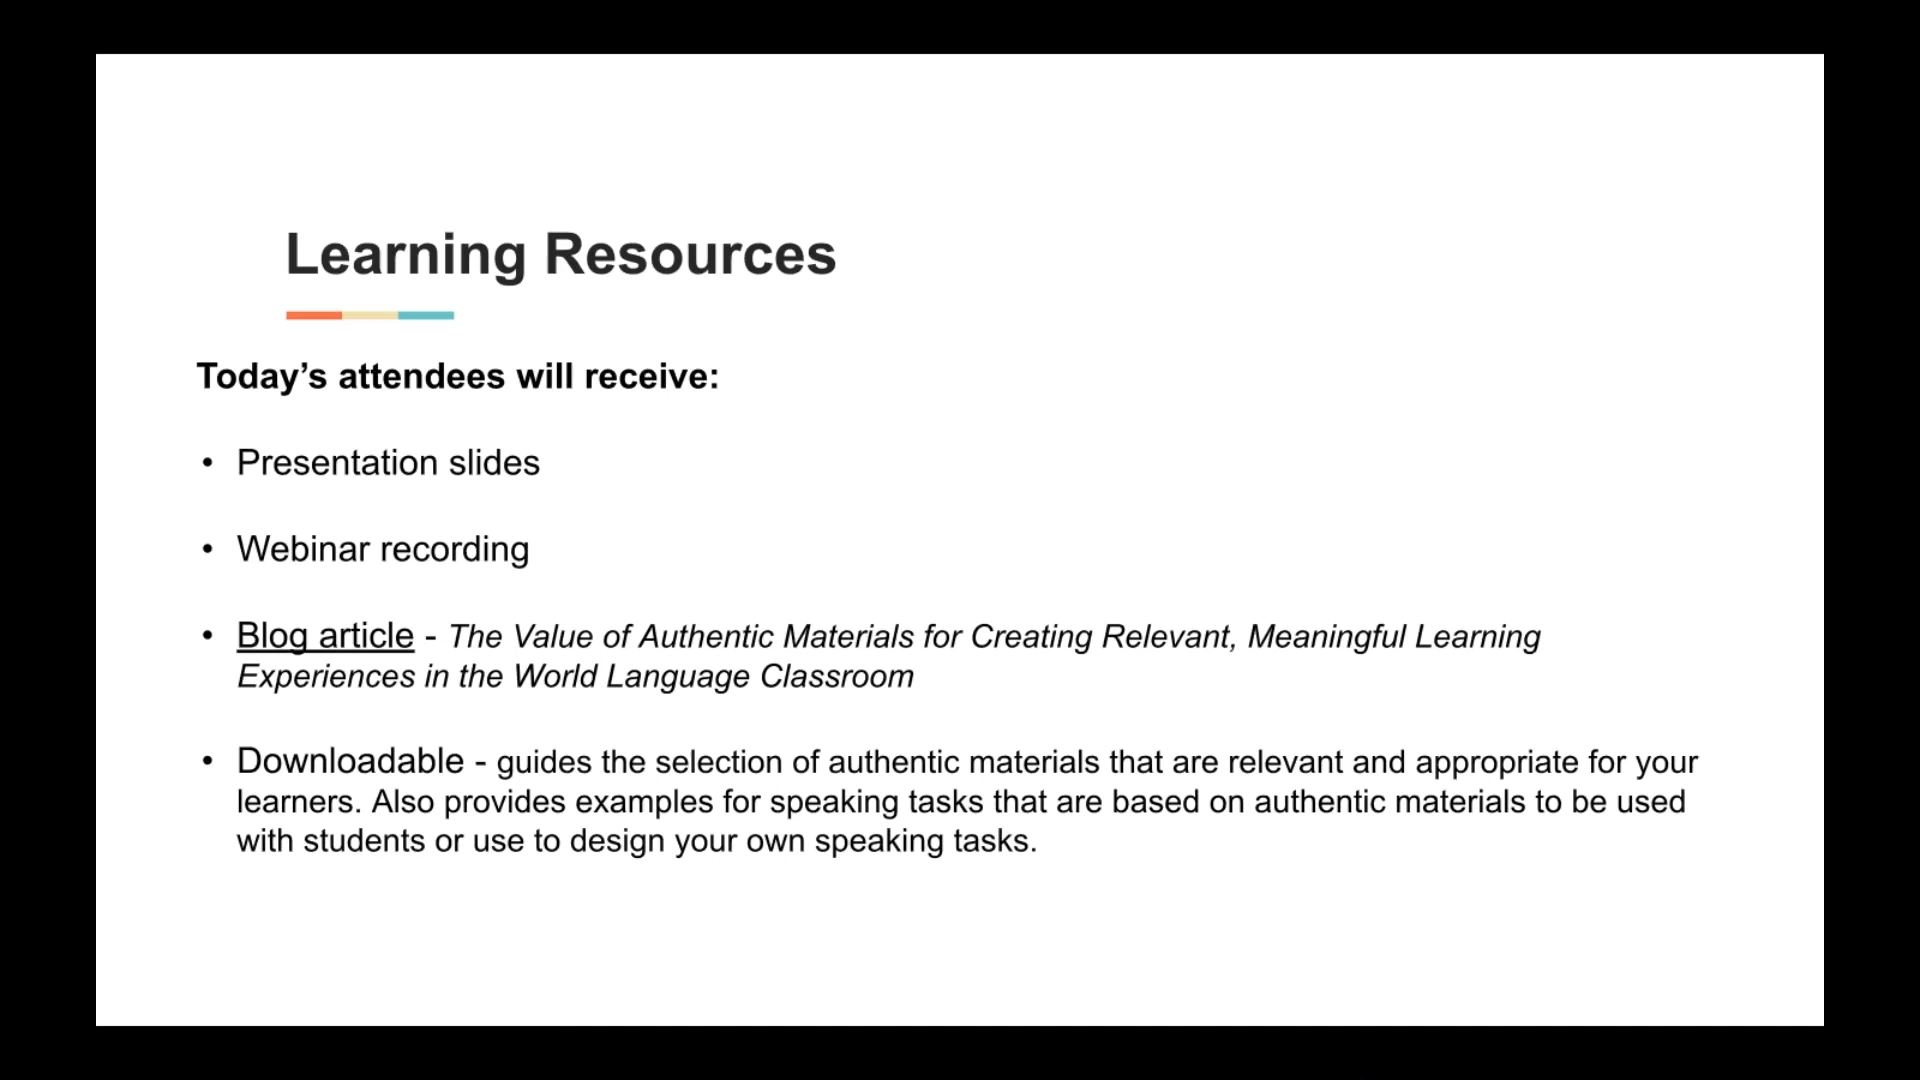 Learning Resources
Today’s attendees will receive:
• Presentation slides
• Webinar recording
• Blog article - The Value of Authentic Materials for Creating Relevant, Meaningful Learning
Experiences in the World Language Classroom
• Downloadable - guides the selection of authentic materials that are relevant and appropriate for your
learners. Also provides examples for speaking tasks that are based on authentic materials to be used
with students or use to design your own speaking tasks.